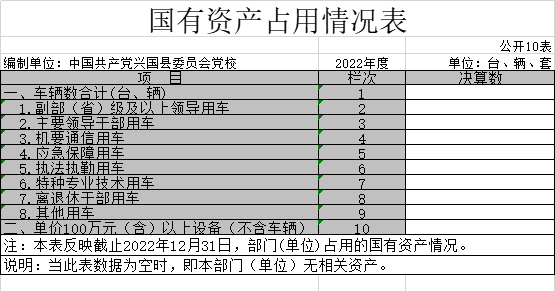 国有资产占用情况表
公开10表
编制单位：中国共产党兴国县委员会党校 2022年度 单位：台、辆、套
项 目 栏次 决算数
一、车辆数合计(台、辆) 1
1.副部（省）级及以上领导用车 2
2.主要领导干部用车 3
3.机要通信用车 4
4.应急保障用车 5
5.执法执勤用车 6
6.特种专业技术用车 7
7.离退休干部用车 8
8.其他用车 9
二、单价100万元（含）以上设备（不含车辆） 10
注：本表反映截止2022年12月31日，部门(单位)占用的国有资产情况。
说明：当此表数据为空时，即本部门（单位）无相关资产。